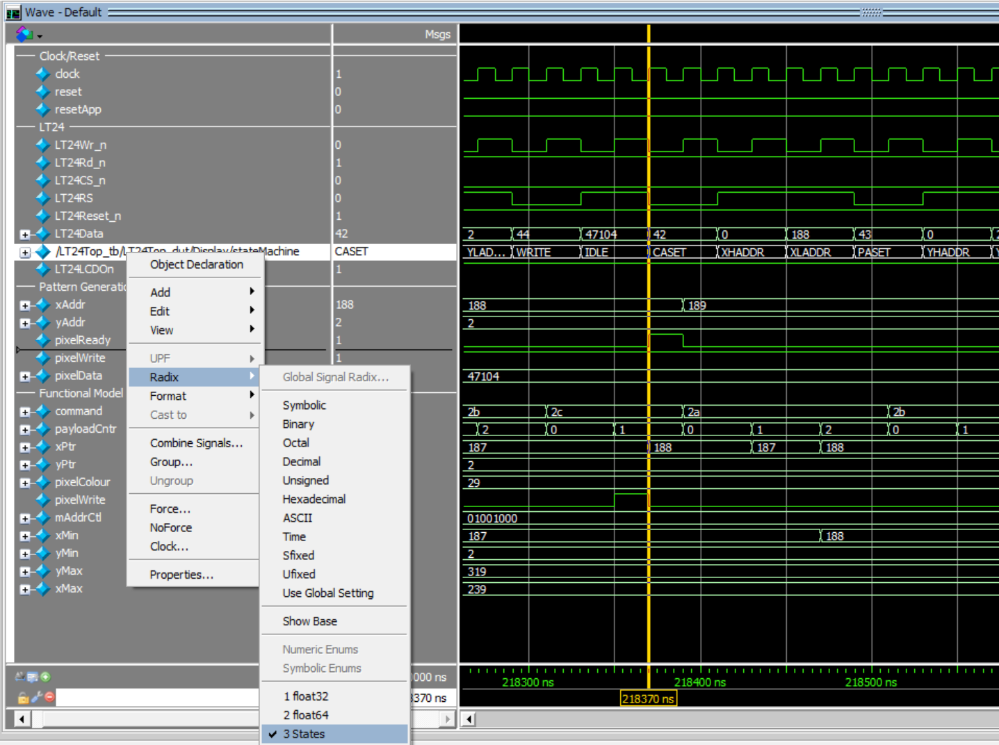 Wave - Default
Msgs
Clock/Reset
clock 1
reset 0
resetApp 0
LT24
LT24Wr_n 0
LT24Rd_n 1
LT24CS_n 0
LT24RS 0
LT24Reset_n 1
LT24Data 42 2 44 47104 42 0 188 43 0 2
/LT24Top_tb/LT24Top_dut/Display/stateMachine CASET YLAD... WRITE IDLE CASET XHADDR XLADDR PASET YHADDR
LT24LCDOn 1
Pattern Generatio
xAddr 188 188 189
yAddr 2 2
pixelReady 1
pixelWrite 1
pixelData 47104
Functional Model
command 2b 2c 2a 2b
payloadCntr 2 0 1 0 1 2 0 1
xPtr 187 188 187 188
yPtr 2
pixelColour 29
pixelWrite
mAddrCtl 01001000
xMin 187 188
yMin 2
yMax 319
xMax 239
Object Declaration
Add
Edit
View
UPF
Radix
Format
Cast to
Combine Signals...
Group...
Ungroup
Force...
NoForce
Clock...
Properties...
Global Signal Radix...
Symbolic
Binary
Octal
Decimal
Unsigned
Hexadecimal
ASCII
Time
Sfixed
Ufixed
Use Global Setting
Show Base
Numeric Enums
Symbolic Enums
1 float32
2 float64
3 States
000 ns
218300 ns 218400 ns 218500 ns
3370 ns
218370 ns